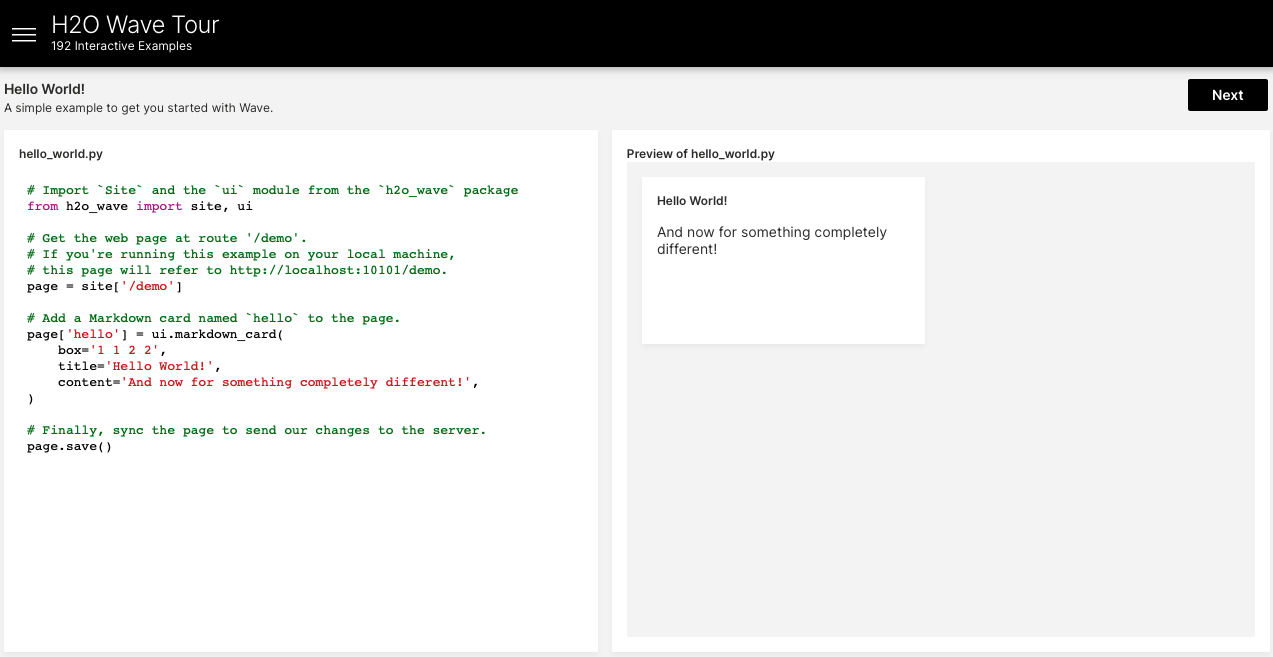 H2O Wave Tour
192 Interactive Examples
Hello World!
A simple example to get you started with Wave.
Next
hello_world.py
# Import `Site` and the `ui` module from the `h2o_wave` package
from h2o_wave import site, ui
# Get the web page at route '/demo'.
# If you're running this example on your local machine,
# this page will refer to http://localhost:10101/demo.
page = site['/demo']
# Add a Markdown card named `hello` to the page.
page['hello'] = ui.markdown_card(
    box='1 1 2 2',
    title='Hello World!',
    content='And now for something completely different!',
)
# Finally, sync the page to send our changes to the server.
page.save()
Preview of hello_world.py
Hello World!
And now for something completely
different!